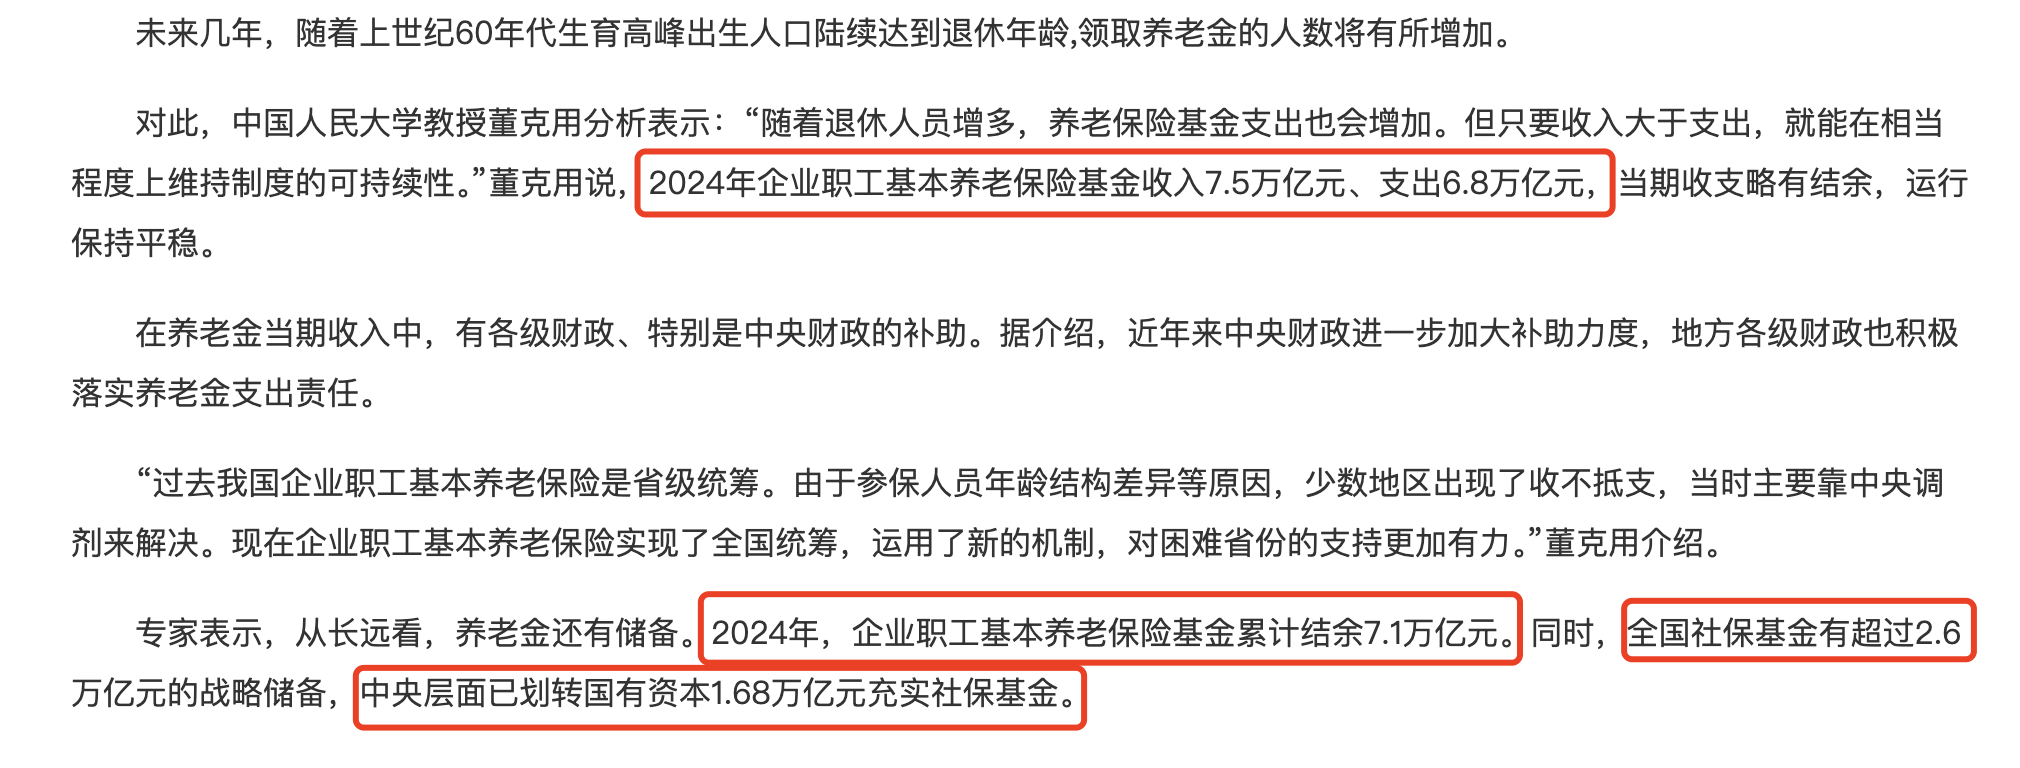 未来几年，随着上世纪60年代生育高峰出生人口陆续达到退休年龄,领取养老金的人数将有所增加。
对此，中国人民大学教授董克用分析表示：“随着退休人员增多，养老保险基金支出也会增加。但只要收入大于支出，就能在相当
程度上维持制度的可持续性。”董克用说，2024年企业职工基本养老保险基金收入7.5万亿元、支出6.8万亿元，当期收支略有结余，运行
保持平稳。
在养老金当期收入中，有各级财政、特别是中央财政的补助。据介绍，近年来中央财政进一步加大补助力度，地方各级财政也积极
落实养老金支出责任。
“过去我国企业职工基本养老保险是省级统筹。由于参保人员年龄结构差异等原因，少数地区出现了收不抵支，当时主要靠中央调
剂来解决。现在企业职工基本养老保险实现了全国统筹，运用了新的机制，对困难省份的支持更加有力。”董克用介绍。
专家表示，从长远看，养老金还有储备。2024年，企业职工基本养老保险基金累计结余7.1万亿元。同时，全国社保基金有超过2.6
万亿元的战略储备，中央层面已划转国有资本1.68万亿元充实社保基金。